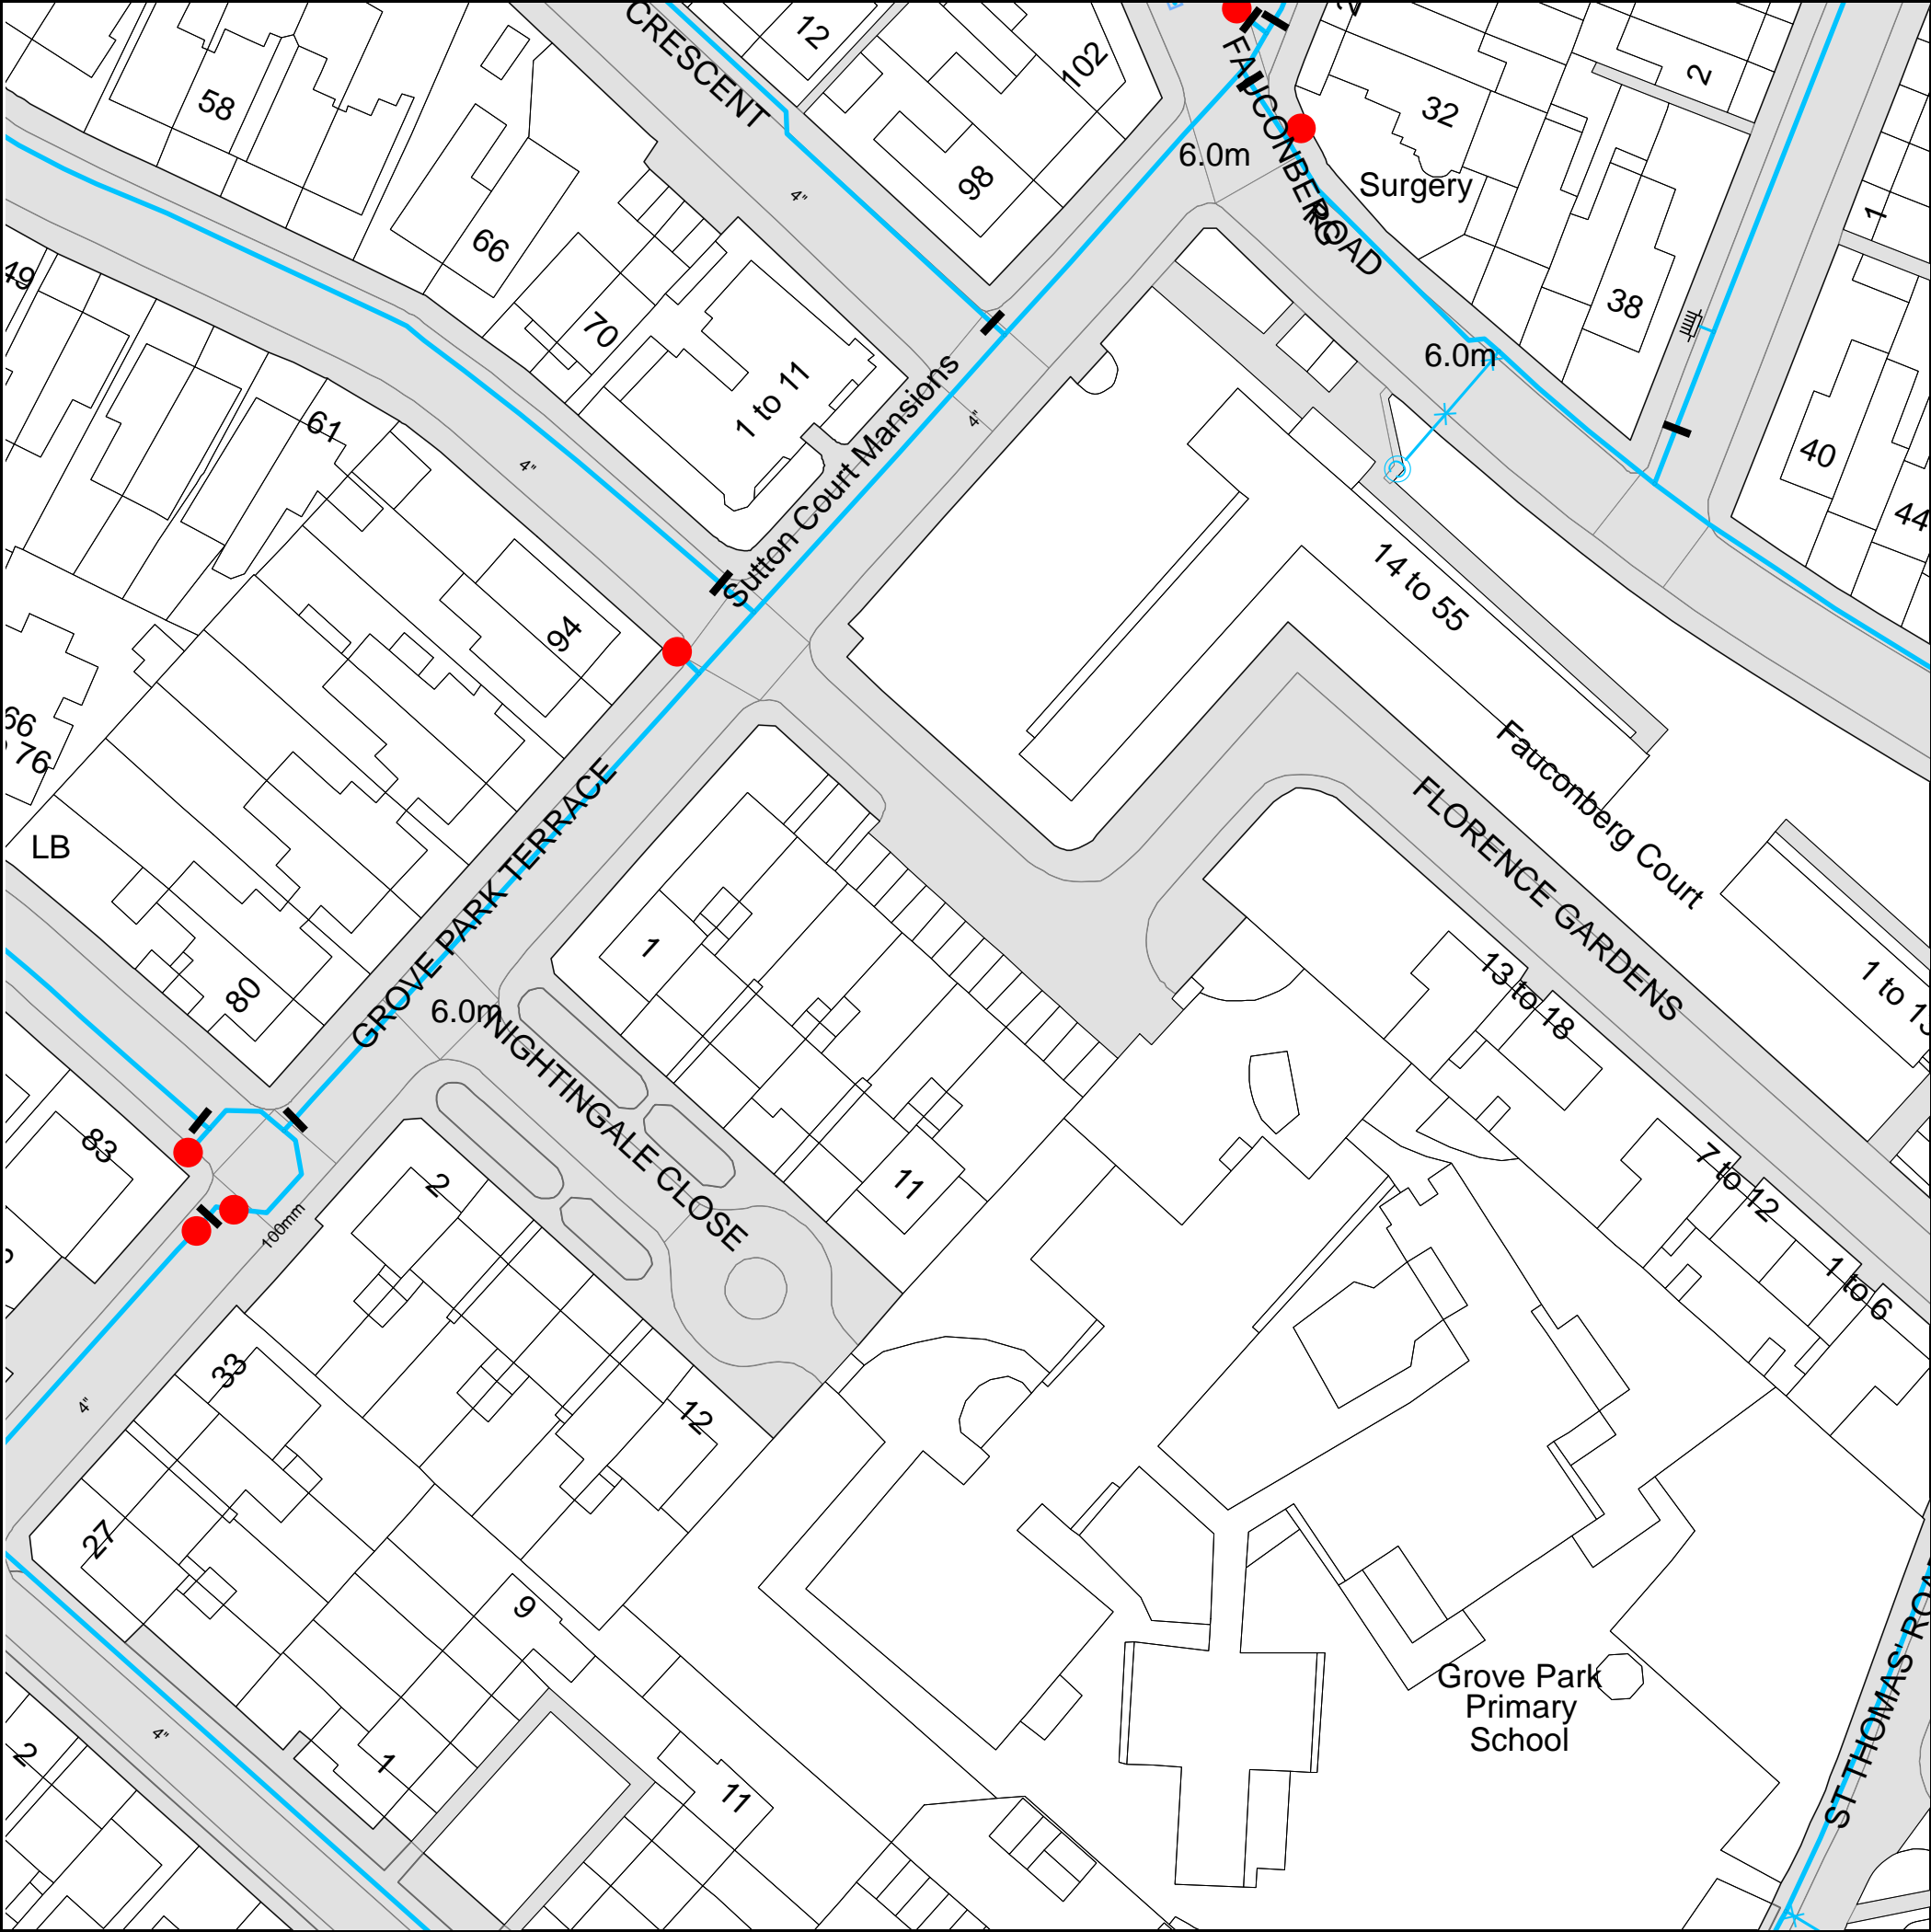 CRESCENT
12
102
FAUCONBERG
ROAD
2
32
58
6.0m
Surgery
98
4"
1
66
49
38
70
6.0m
1 to 11
Sutton Court Mansions
4"
61
4"
40
44
14 to 55
94
66
76
Fauconberg Court
FLORENCE GARDENS
LB
GROVE PARK TERRACE
1
13 to 18
80
6.0m
NIGHTINGALE CLOSE
83
2
11
7 to 12
100mm
1 to 6
33
4"
12
27
9
Grove Park
Primary
School
ST THOMAS' ROAD
4"
2
1
11